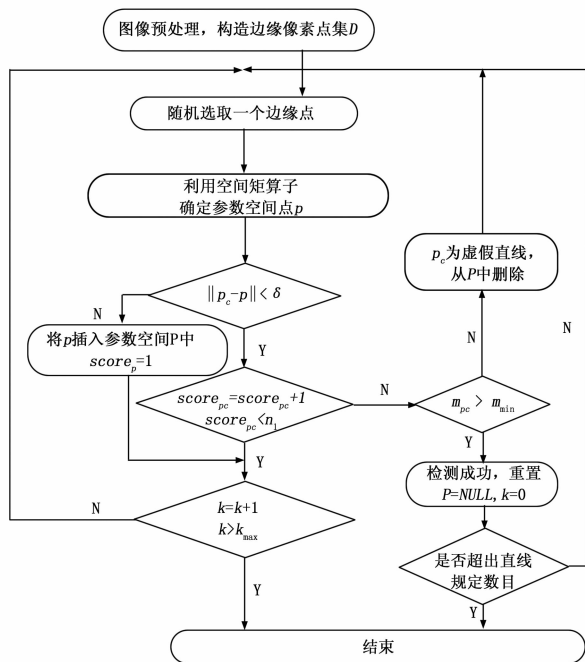 图像预处理，构造边缘像素点集D
随机选取一个边缘点
利用空间矩算子
确定参数空间点p
p_c为虚假直线，
从P中删除
‖p_c-p‖< δ
N
N
N
将p插入参数空间P中
score_p=1
Y
score_pc=score_pc+1
score_pc<n_1
N
m_pc> m_min
Y
Y
检测成功，重置
P=NULL,k=0
N
k=k+1
k>k_max
是否超出直线
规定数目
Y
Y
结束